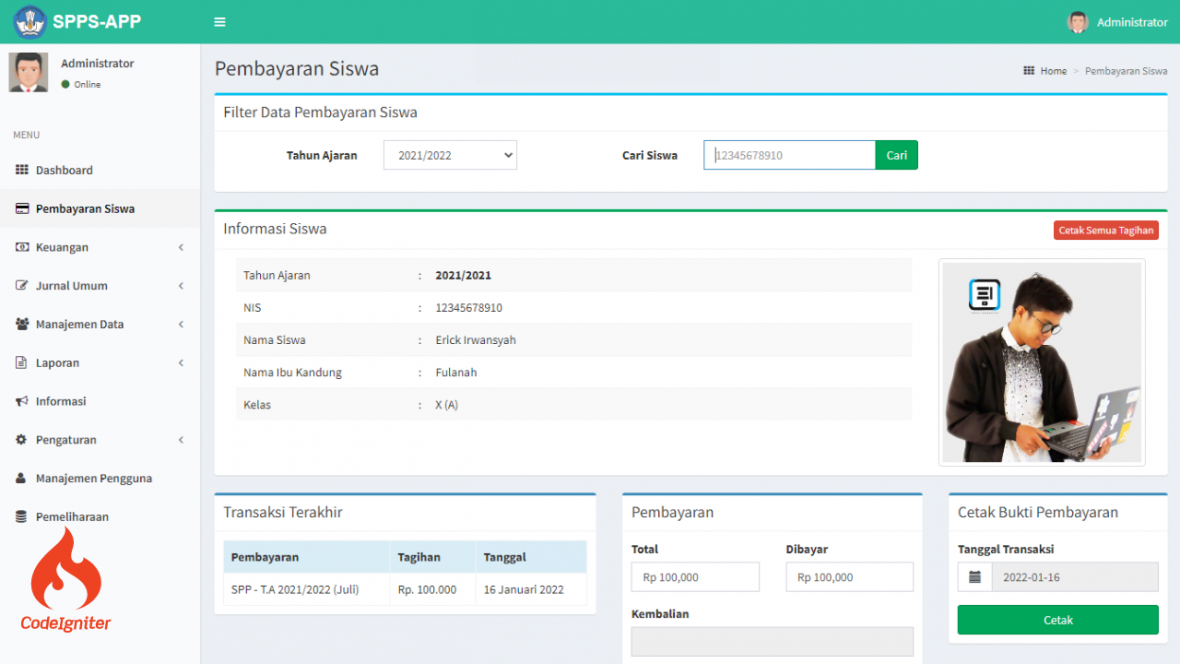 SPPS-APP
Administrator
Administrator
Online
Pembayaran Siswa
Home > Pembayaran Siswa
MENU
Dashboard
Pembayaran Siswa
Keuangan
Jurnal Umum
Manajemen Data
Laporan
Informasi
Pengaturan
Manajemen Pengguna
Pemeliharaan
CodeIgniter
Filter Data Pembayaran Siswa
Tahun Ajaran 2021/2022 Cari Siswa 12345678910 Cari
Informasi Siswa Cetak Semua Tagihan
Tahun Ajaran : 2021/2021
NIS : 12345678910
Nama Siswa : Erick Irwansyah
Nama Ibu Kandung : Fulanah
Kelas : X (A)
Transaksi Terakhir
Pembayaran Tagihan Tanggal
SPP - T.A 2021/2022 (Juli) Rp. 100.000 16 Januari 2022
Pembayaran
Total Dibayar
Rp 100,000 Rp 100,000
Kembalian
Cetak Bukti Pembayaran
Tanggal Transaksi
2022-01-16
Cetak